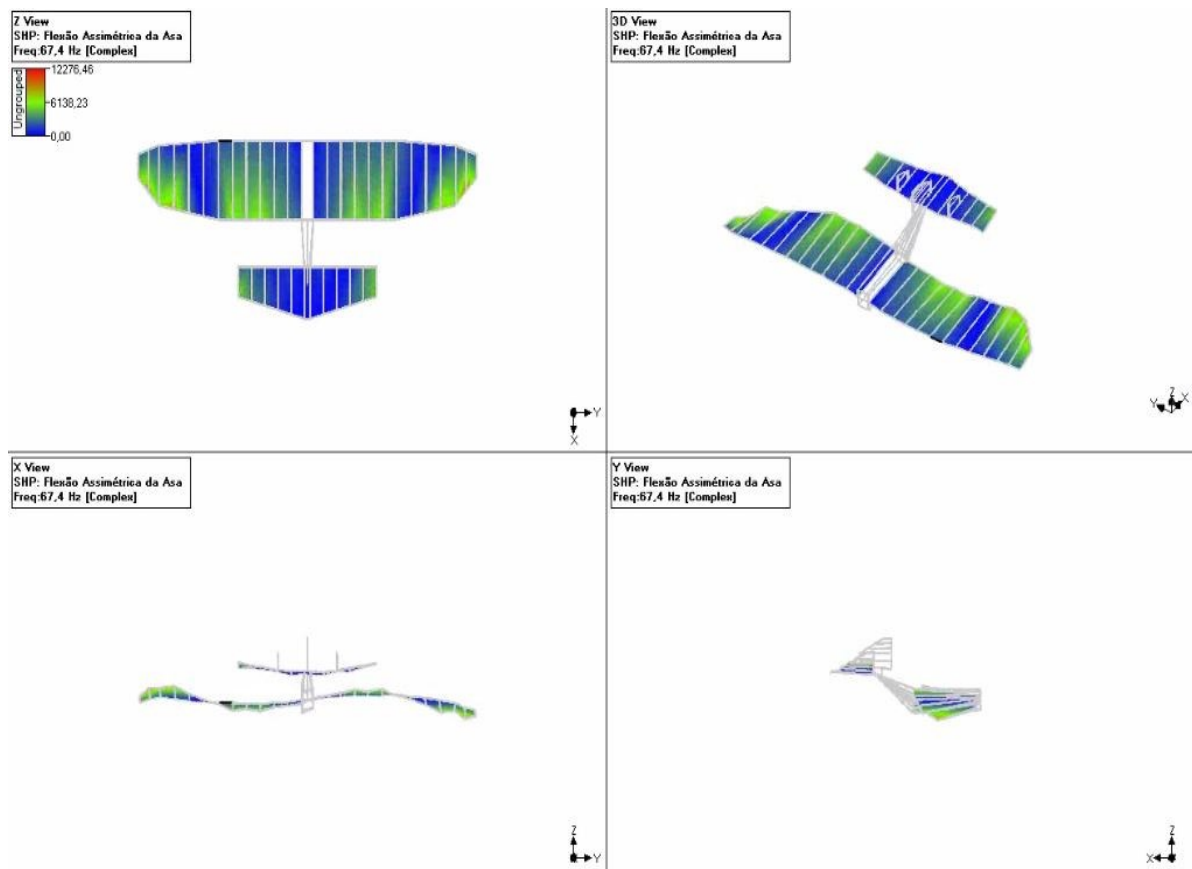 Z View
SHP: Flexão Assimétrica da Asa
Freq:67,4 Hz [Complex]
Ungrouped
12276,46
6138,23
0,00
Y
X
3D View
SHP: Flexão Assimétrica da Asa
Freq:67,4 Hz [Complex]
Z
Y
X
X View
SHP: Flexão Assimétrica da Asa
Freq:67,4 Hz [Complex]
Z
Y
Y View
SHP: Flexão Assimétrica da Asa
Freq:67,4 Hz [Complex]
Z
X